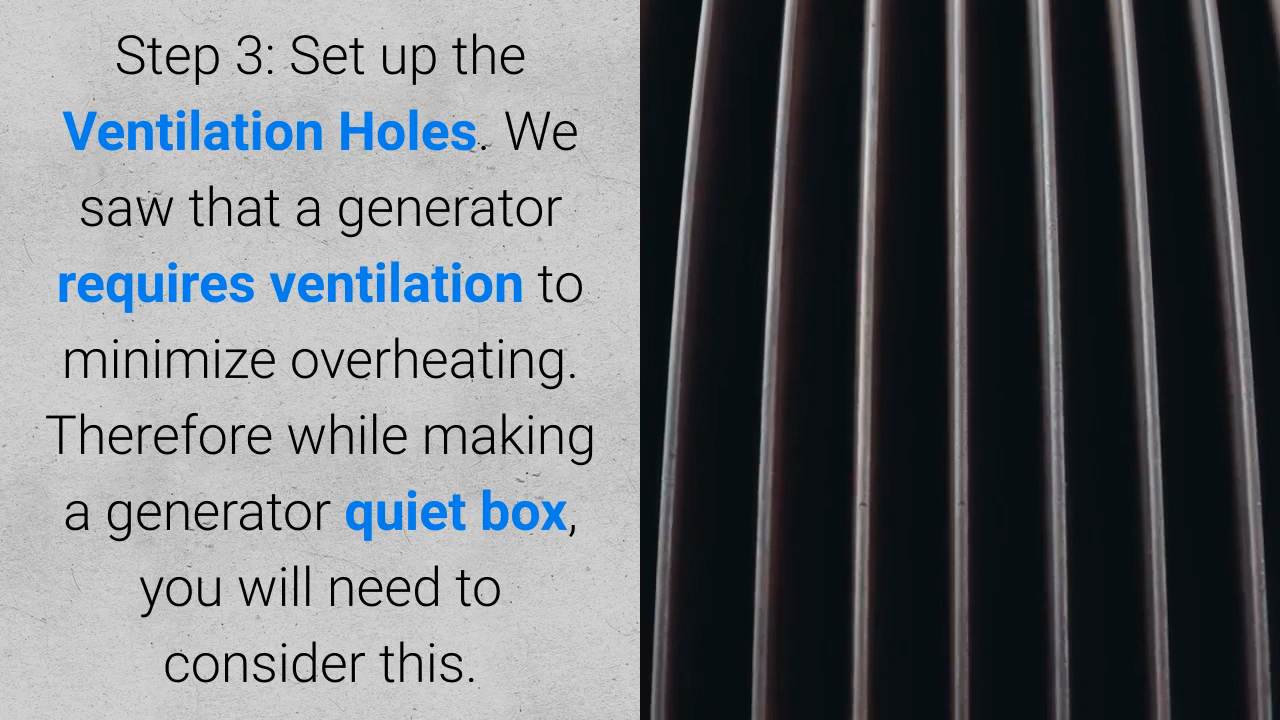 Step 3: Set up the
Ventilation Holes. We
saw that a generator
requires ventilation to
minimize overheating.
Therefore while making
a generator quiet box,
you will need to
consider this.